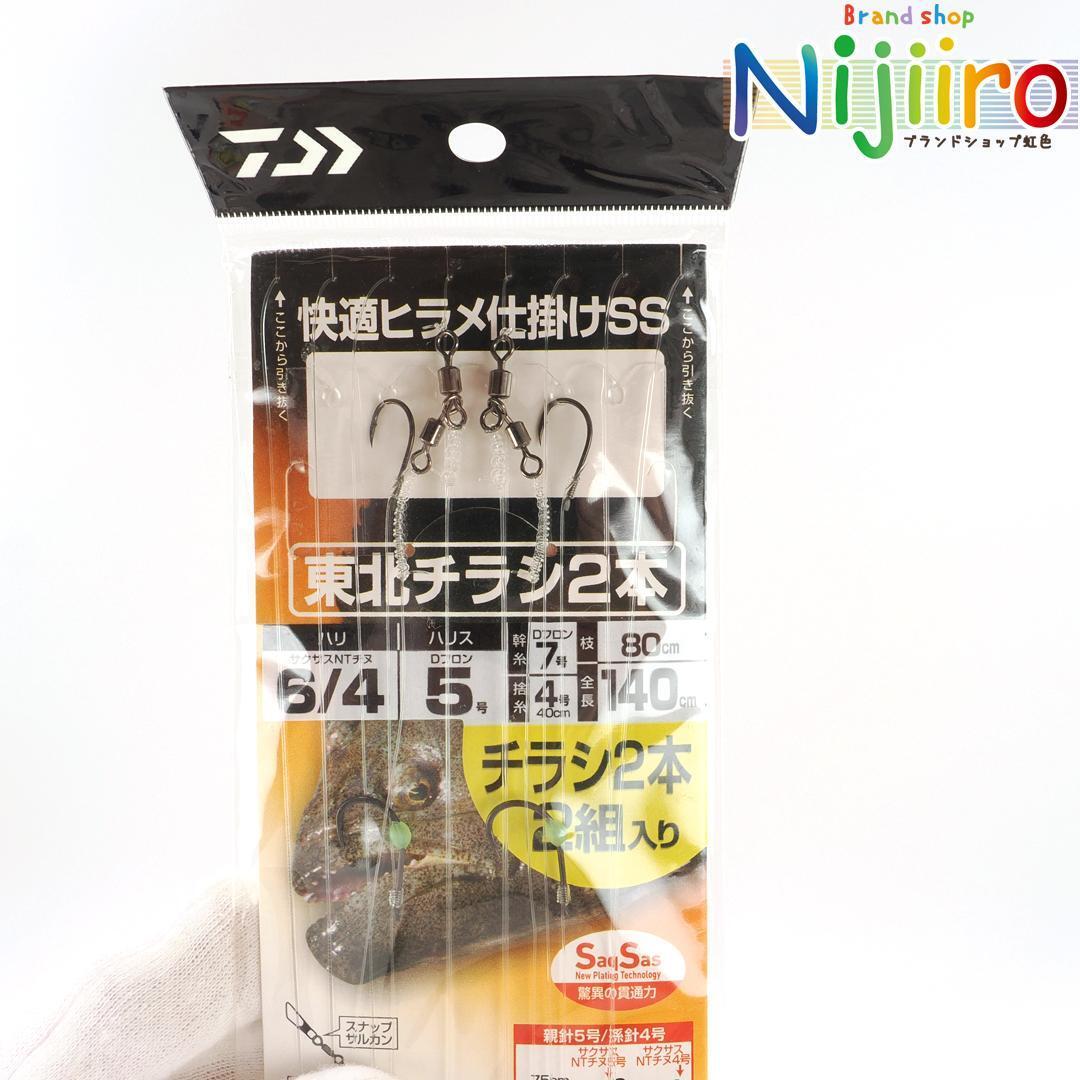 Brand shop
Nijiiro
ブランドショップ虹色
快適ヒラメ仕掛けSS
↑ここから引き抜く
↑ここから引き抜く
東北チラシ2本
ハリ
サクサスNTチヌ
6/4
ハリス
Dフロン
5号
幹糸
Dフロン
7号
捨糸
4号
40cm
枝
80cm
全長
140cm
チラシ2本
2組入り
SaqSas
New Plating Technology
驚異の貫通力
スナップ
サルカン
親針5号/孫針4号
サクサス
NTチヌ5号
サクサス
NTチヌ4号
75cm